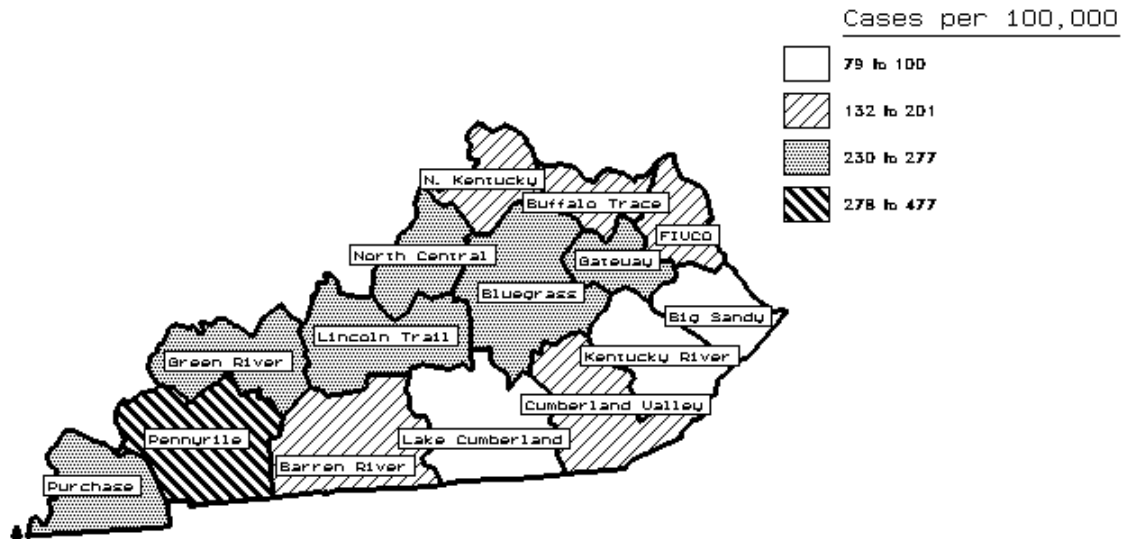 Cases per 100,000
79 to 100
132 to 201
230 to 277
278 to 477
N. Kentucky
Buffalo Trace
FIVCO
North Central
Gateway
Bluegrass
Big Sandy
Lincoln Trail
Kentucky River
Green River
Cumberland Valley
Pennyrile
Lake Cumberland
Barren River
Purchase